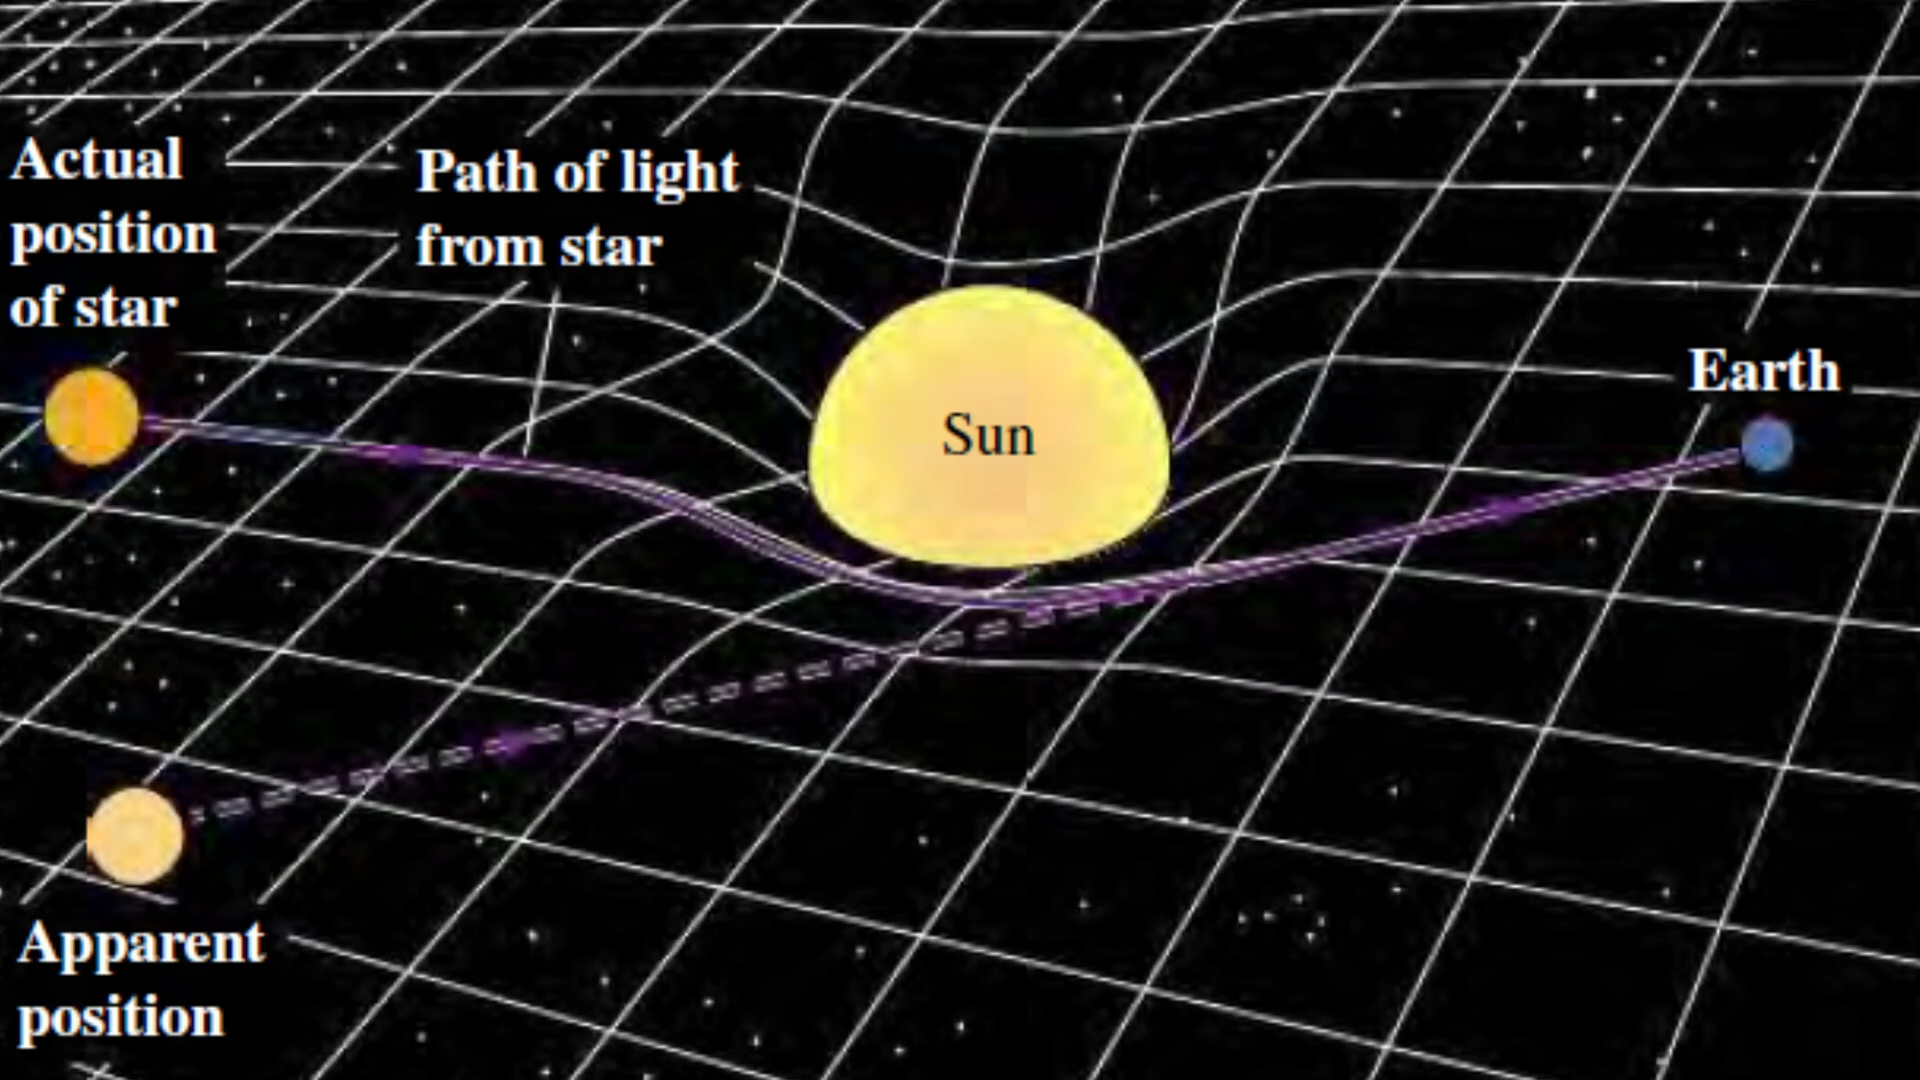 Actual
position
of star
Path of light
from star
Sun
Earth
Apparent
position